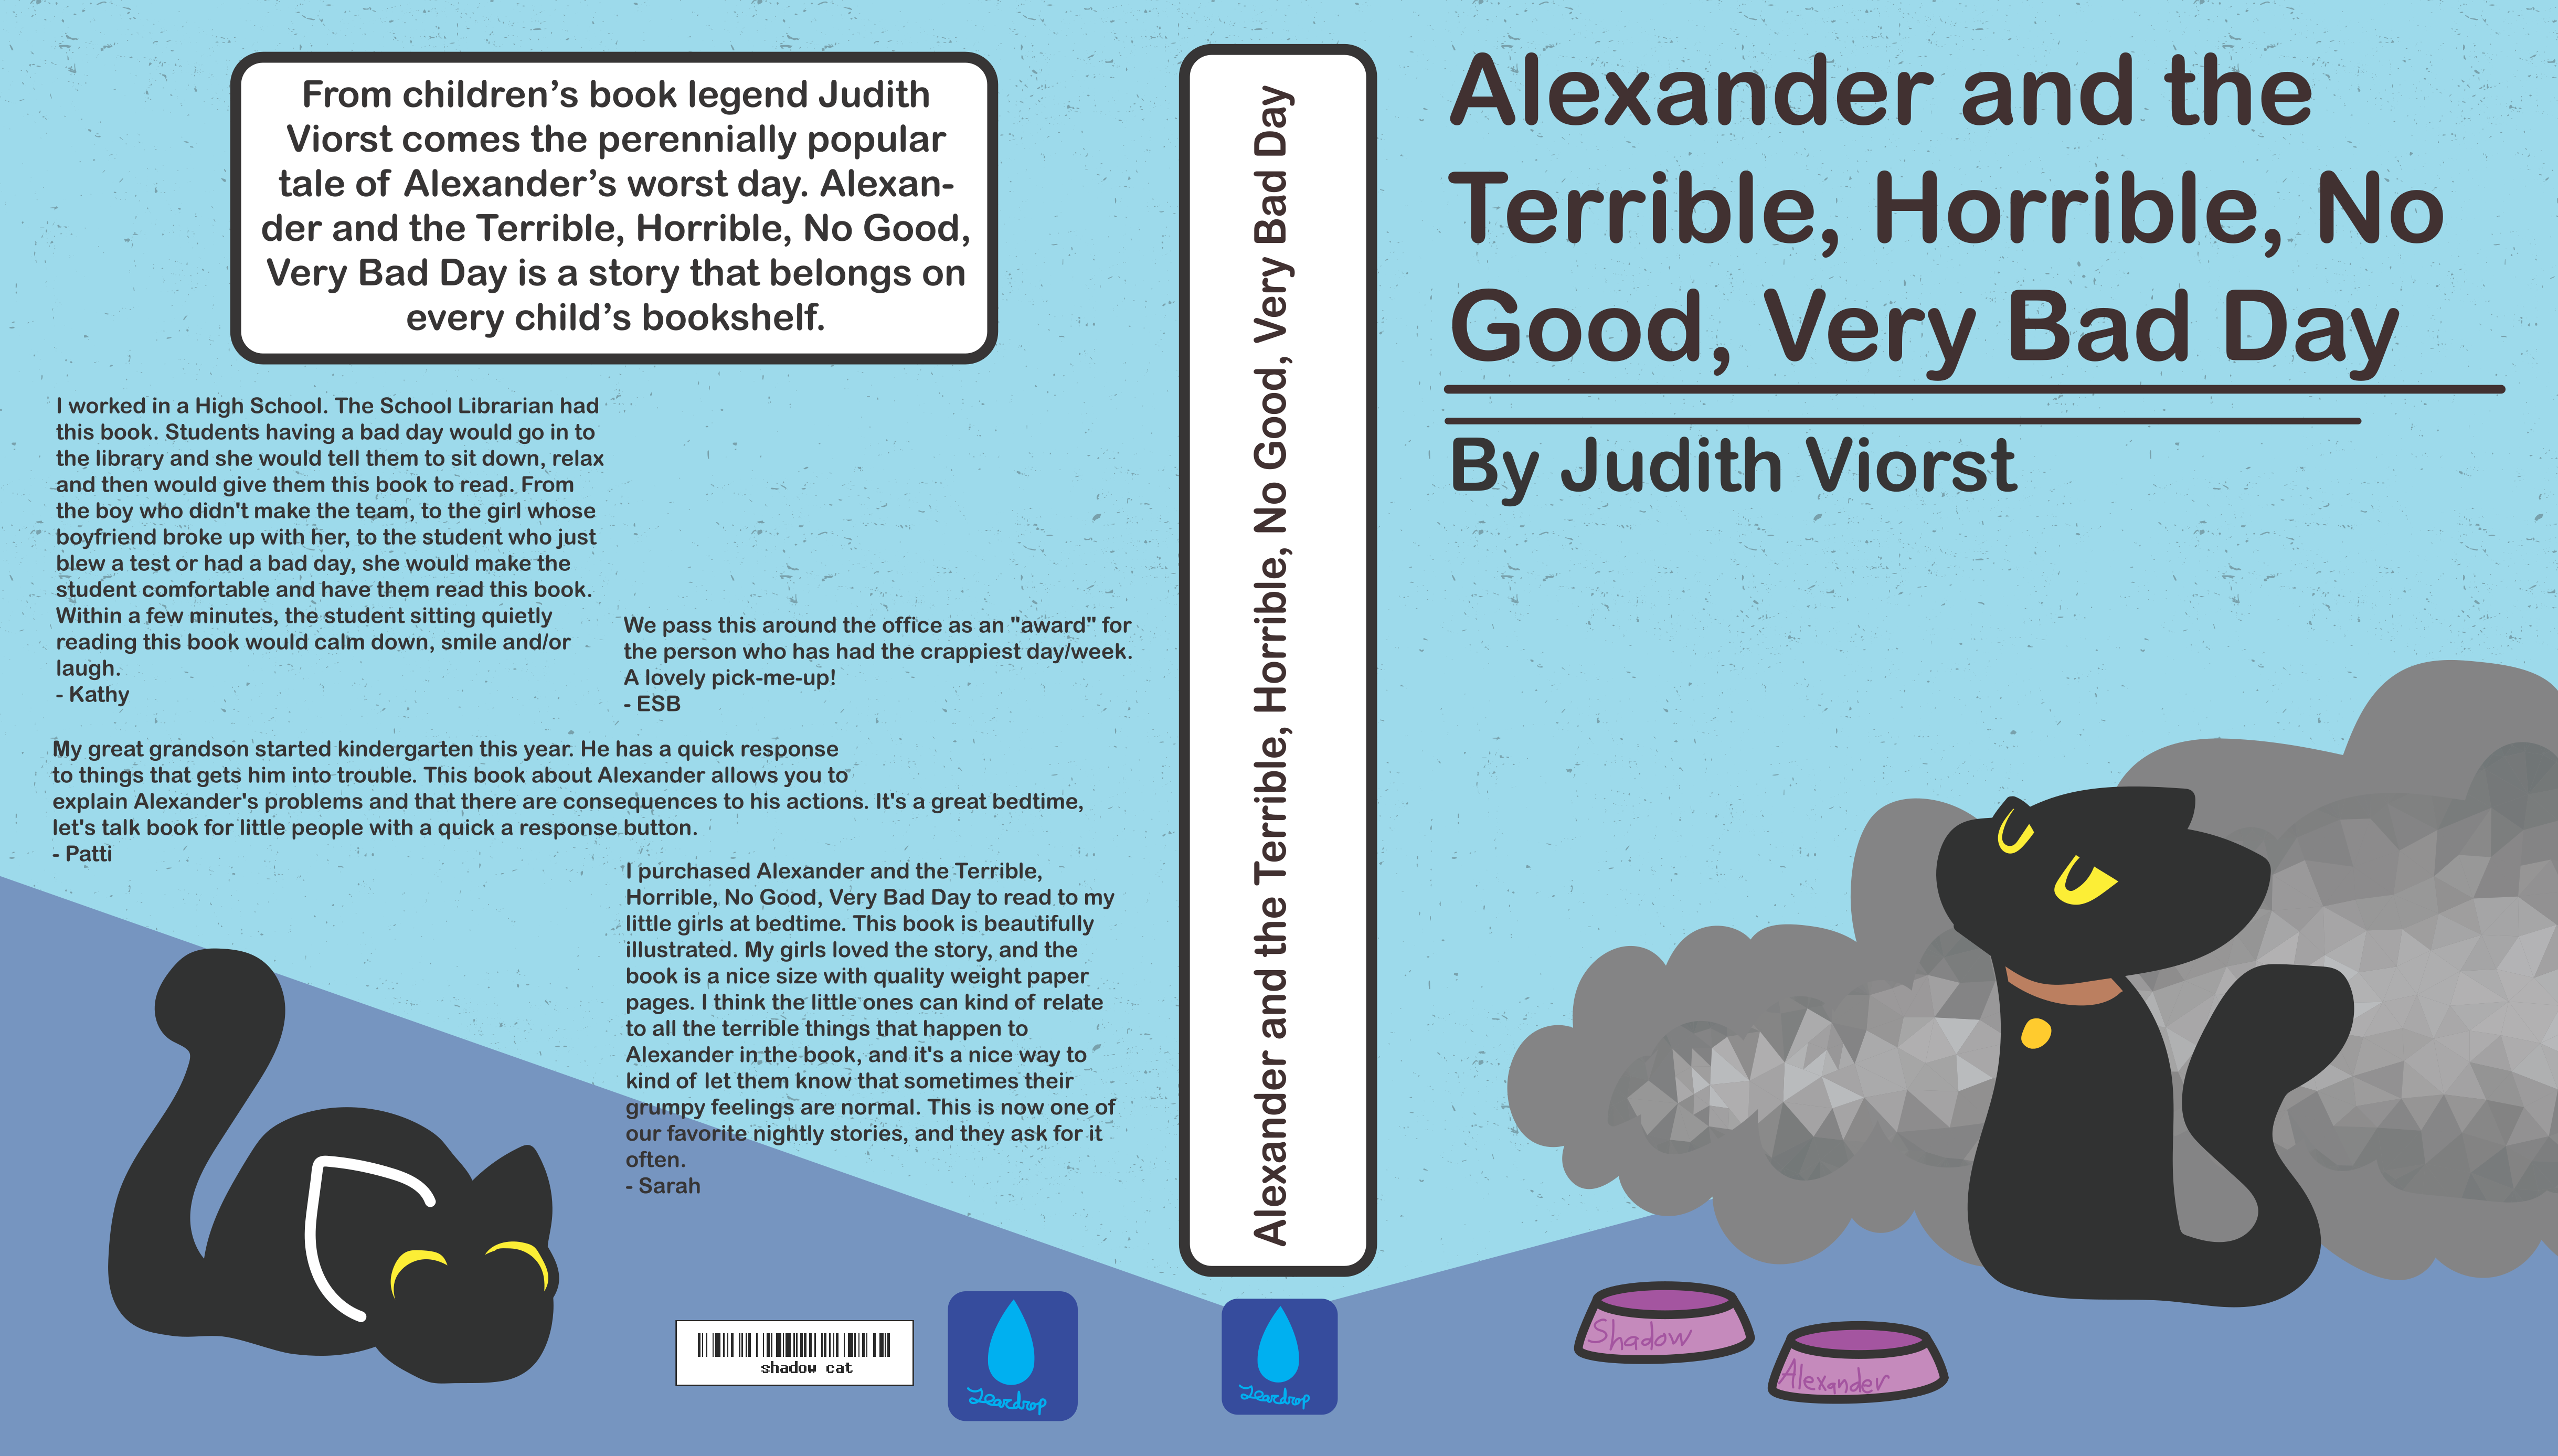 From children’s book legend Judith
Viorst comes the perennially popular
tale of Alexander’s worst day. Alexan-
der and the Terrible, Horrible, No Good,
Very Bad Day is a story that belongs on
every child’s bookshelf.
I worked in a High School. The School Librarian had
this book. Students having a bad day would go in to
the library and she would tell them to sit down, relax
and then would give them this book to read. From
the boy who didn't make the team, to the girl whose
boyfriend broke up with her, to the student who just
blew a test or had a bad day, she would make the
student comfortable and have them read this book.
Within a few minutes, the student sitting quietly
reading this book would calm down, smile and/or
laugh.
- Kathy
We pass this around the office as an "award" for
the person who has had the crappiest day/week.
A lovely pick-me-up!
- ESB
My great grandson started kindergarten this year. He has a quick response
to things that gets him into trouble. This book about Alexander allows you to
explain Alexander's problems and that there are consequences to his actions. It's a great bedtime,
let's talk book for little people with a quick a response button.
- Patti
I purchased Alexander and the Terrible,
Horrible, No Good, Very Bad Day to read to my
little girls at bedtime. This book is beautifully
illustrated. My girls loved the story, and the
book is a nice size with quality weight paper
pages. I think the little ones can kind of relate
to all the terrible things that happen to
Alexander in the book, and it's a nice way to
kind of let them know that sometimes their
grumpy feelings are normal. This is now one of
our favorite nightly stories, and they ask for it
often.
- Sarah
shadow cat
Teardrop
Alexander and the Terrible, Horrible, No Good, Very Bad Day
Teardrop
Alexander and the
Terrible, Horrible, No
Good, Very Bad Day
By Judith Viorst
Shadow
Alexander